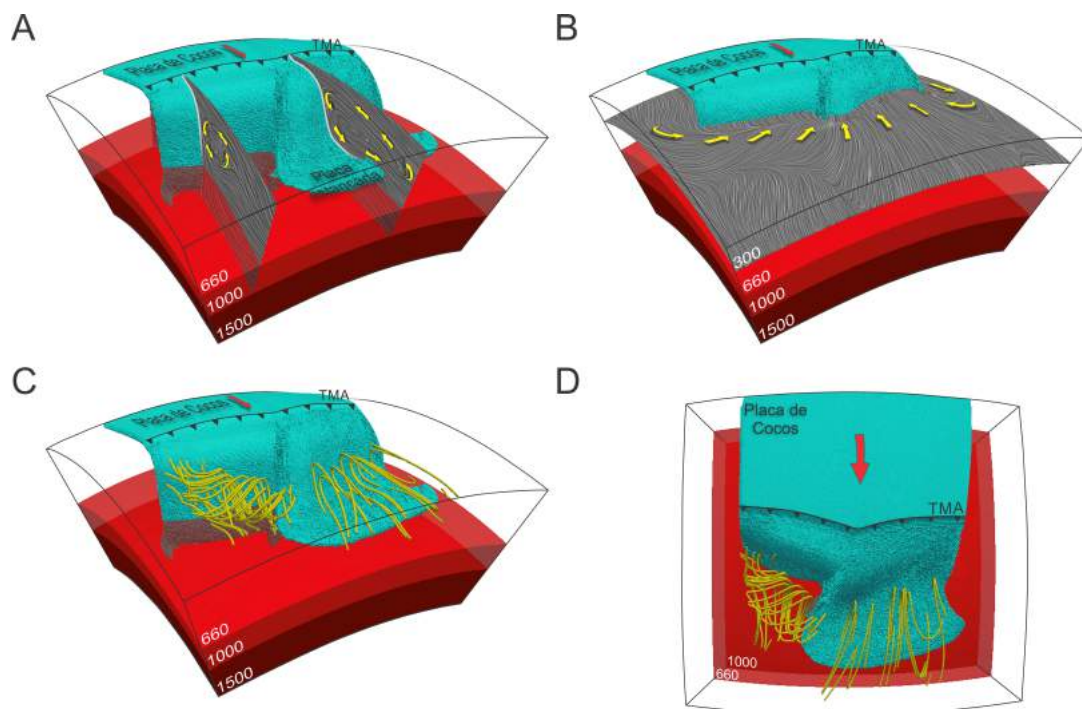 A
Placa de Cocos
TMA
Placa
660
1000
1500
B
Placa de Cocos
TMA
300
660
1000
1500
C
Placa de Cocos
TMA
660
1000
1500
D
Placa de
Cocos
TMA
1000
660